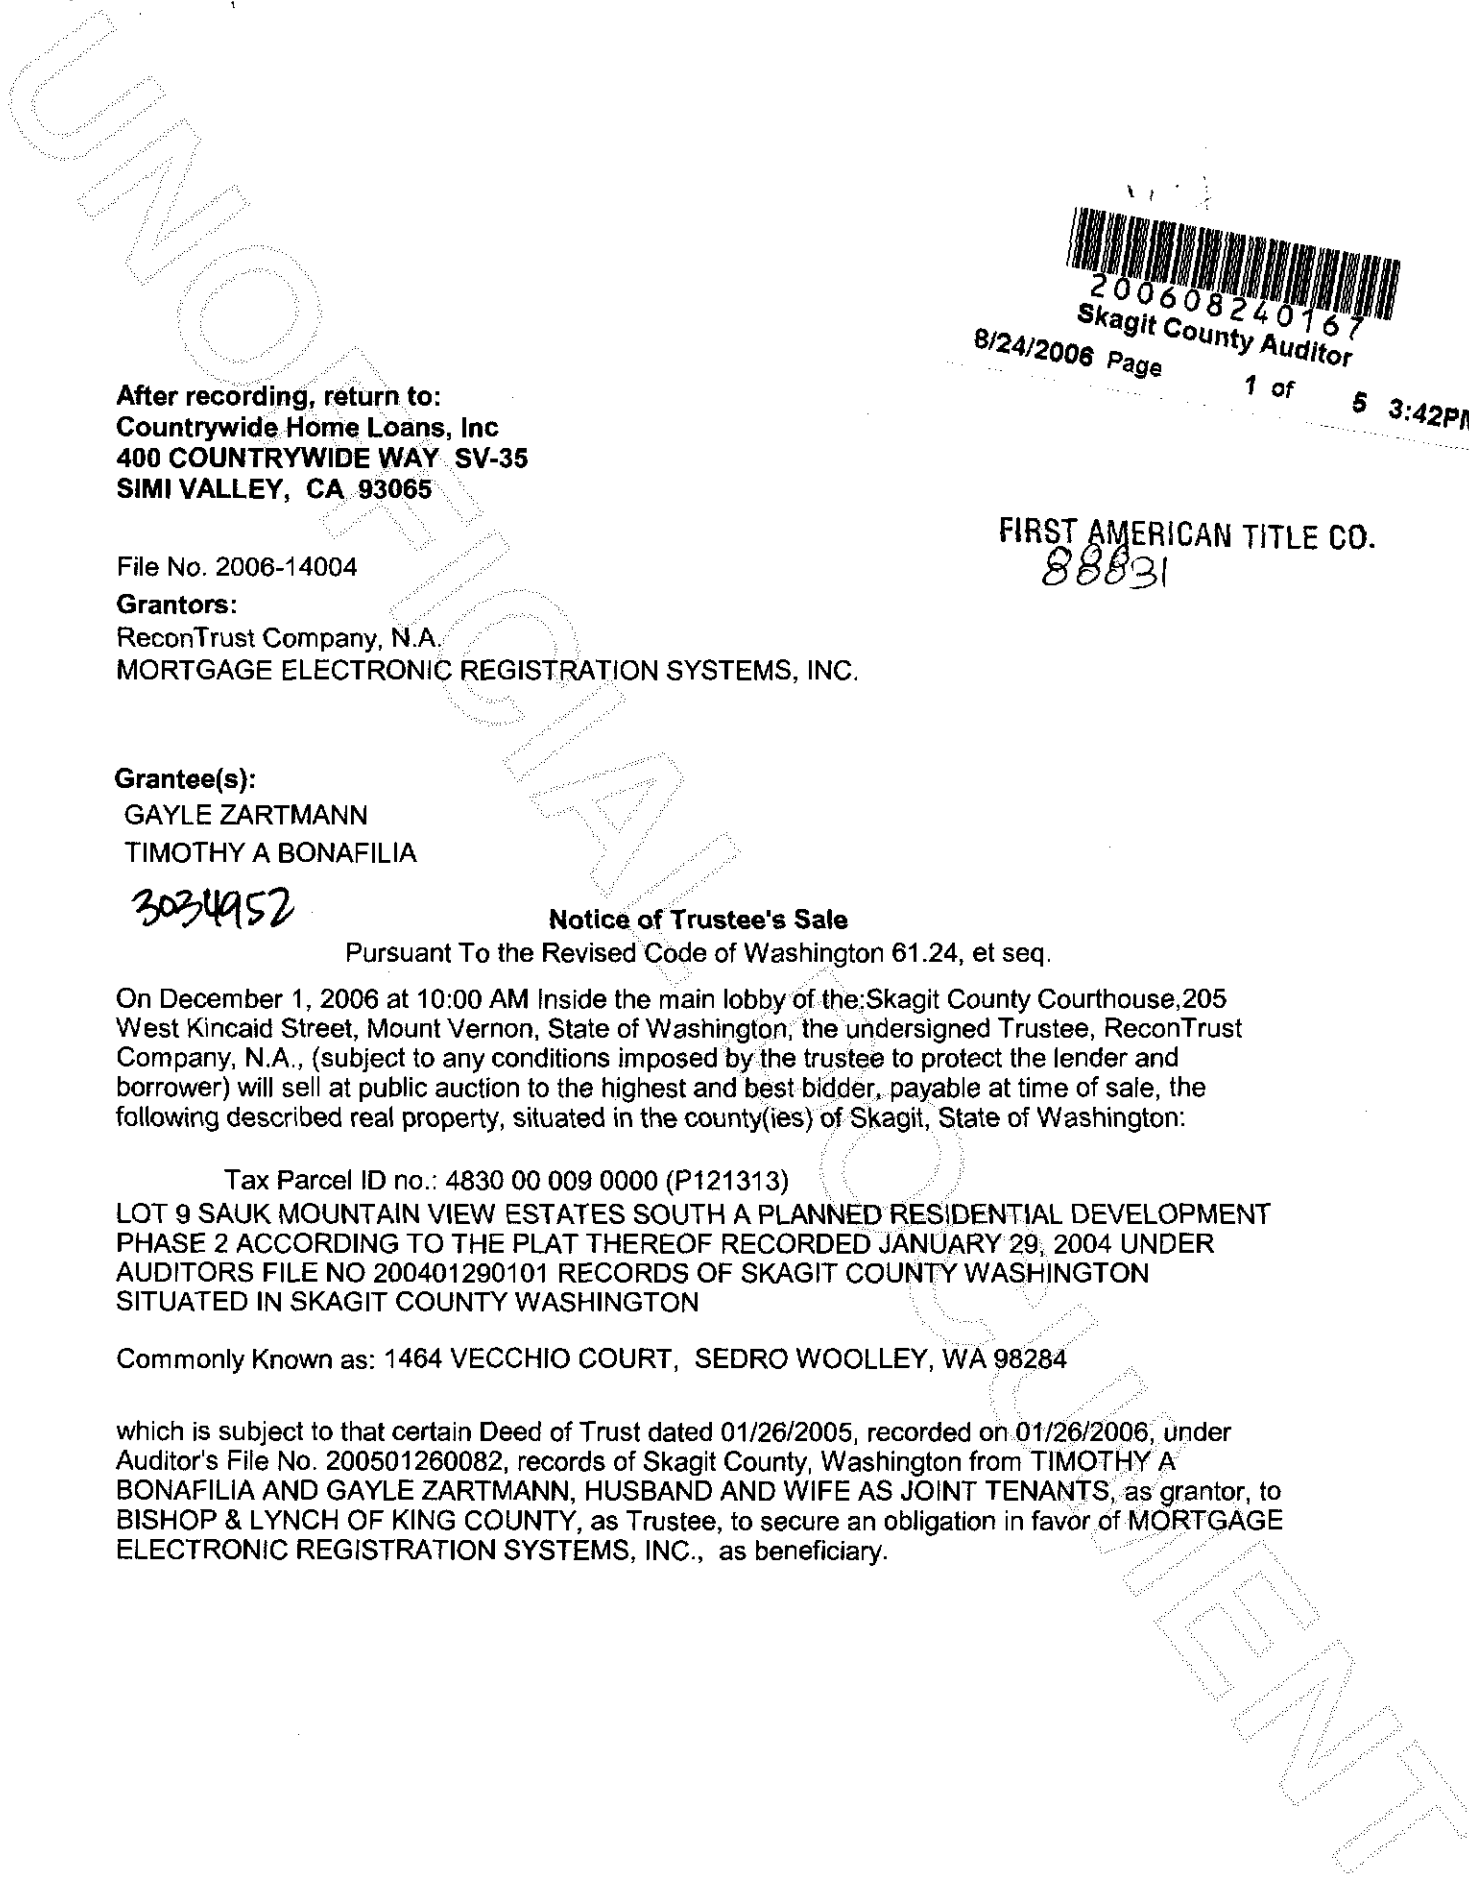 200608240167
Skagit County Auditor
8/24/2006 Page 1 of 5 3:42PM
After recording, return to:
Countrywide Home Loans, Inc
400 COUNTRYWIDE WAY SV-35
SIMI VALLEY, CA 93065
FIRST AMERICAN TITLE CO.
88831
File No. 2006-14004
Grantors:
ReconTrust Company, N.A.
MORTGAGE ELECTRONIC REGISTRATION SYSTEMS, INC.
Grantee(s):
GAYLE ZARTMANN
TIMOTHY A BONAFILIA
3034952
Notice of Trustee's Sale
Pursuant To the Revised Code of Washington 61.24, et seq.
On December 1, 2006 at 10:00 AM Inside the main lobby of the:Skagit County Courthouse,205
West Kincaid Street, Mount Vernon, State of Washington, the undersigned Trustee, ReconTrust
Company, N.A., (subject to any conditions imposed by the trustee to protect the lender and
borrower) will sell at public auction to the highest and best bidder, payable at time of sale, the
following described real property, situated in the county(ies) of Skagit, State of Washington:
Tax Parcel ID no.: 4830 00 009 0000 (P121313)
LOT 9 SAUK MOUNTAIN VIEW ESTATES SOUTH A PLANNED RESIDENTIAL DEVELOPMENT
PHASE 2 ACCORDING TO THE PLAT THEREOF RECORDED JANUARY 29, 2004 UNDER
AUDITORS FILE NO 200401290101 RECORDS OF SKAGIT COUNTY WASHINGTON
SITUATED IN SKAGIT COUNTY WASHINGTON
Commonly Known as: 1464 VECCHIO COURT, SEDRO WOOLLEY, WA 98284
which is subject to that certain Deed of Trust dated 01/26/2005, recorded on 01/26/2006, under
Auditor's File No. 200501260082, records of Skagit County, Washington from TIMOTHY A
BONAFILIA AND GAYLE ZARTMANN, HUSBAND AND WIFE AS JOINT TENANTS, as grantor, to
BISHOP & LYNCH OF KING COUNTY, as Trustee, to secure an obligation in favor of MORTGAGE
ELECTRONIC REGISTRATION SYSTEMS, INC., as beneficiary.
UNOFFICIAL DOCUMENT